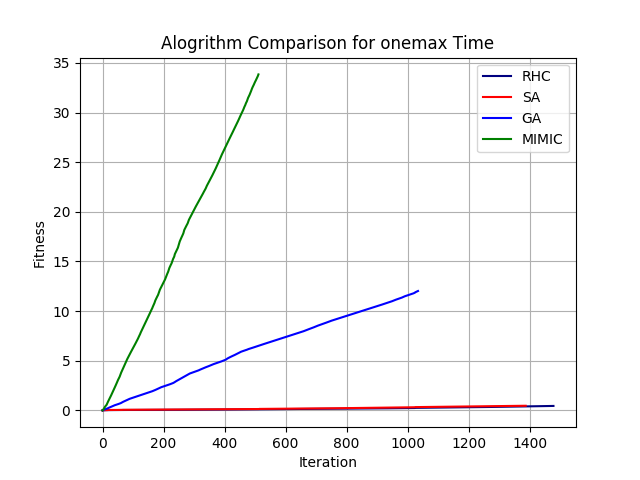 Alogrithm Comparison for onemax Time
35
30
25
20
15
10
5
0
Fitness
RHC
SA
GA
MIMIC
0 200 400 600 800 1000 1200 1400
Iteration